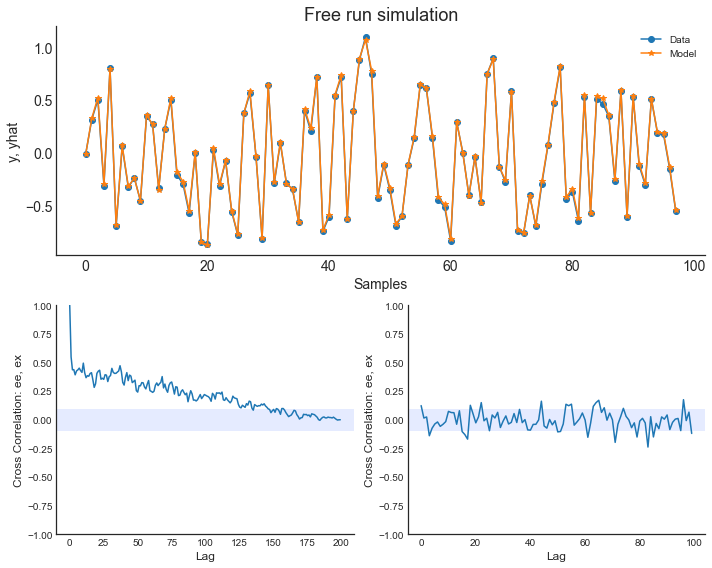 Free run simulation
Data
Model
y, yhat
1.0
0.5
0.0
−0.5
0 20 40 60 80 100
Samples
Cross Correlation: ee, ex
1.00
0.75
0.50
0.25
0.00
−0.25
−0.50
−0.75
−1.00
0 25 50 75 100 125 150 175 200
Lag
Cross Correlation: ee, ex
1.00
0.75
0.50
0.25
0.00
−0.25
−0.50
−0.75
−1.00
0 20 40 60 80 100
Lag